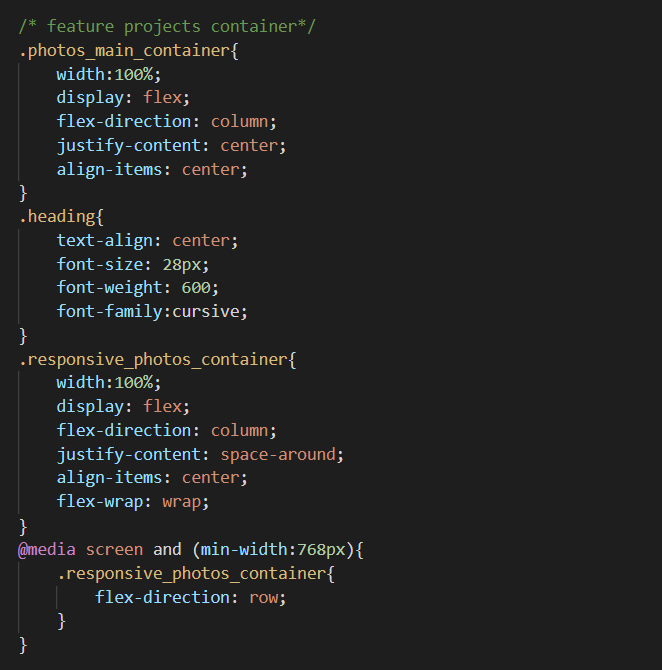 /* feature projects container*/
.photos_main_container{
    width:100%;
    display: flex;
    flex-direction: column;
    justify-content: center;
    align-items: center;
}
.heading{
    text-align: center;
    font-size: 28px;
    font-weight: 600;
    font-family:cursive;
}
.responsive_photos_container{
    width:100%;
    display: flex;
    flex-direction: column;
    justify-content: space-around;
    align-items: center;
    flex-wrap: wrap;
}
@media screen and (min-width:768px){
    .responsive_photos_container{
        flex-direction: row;
    }
}